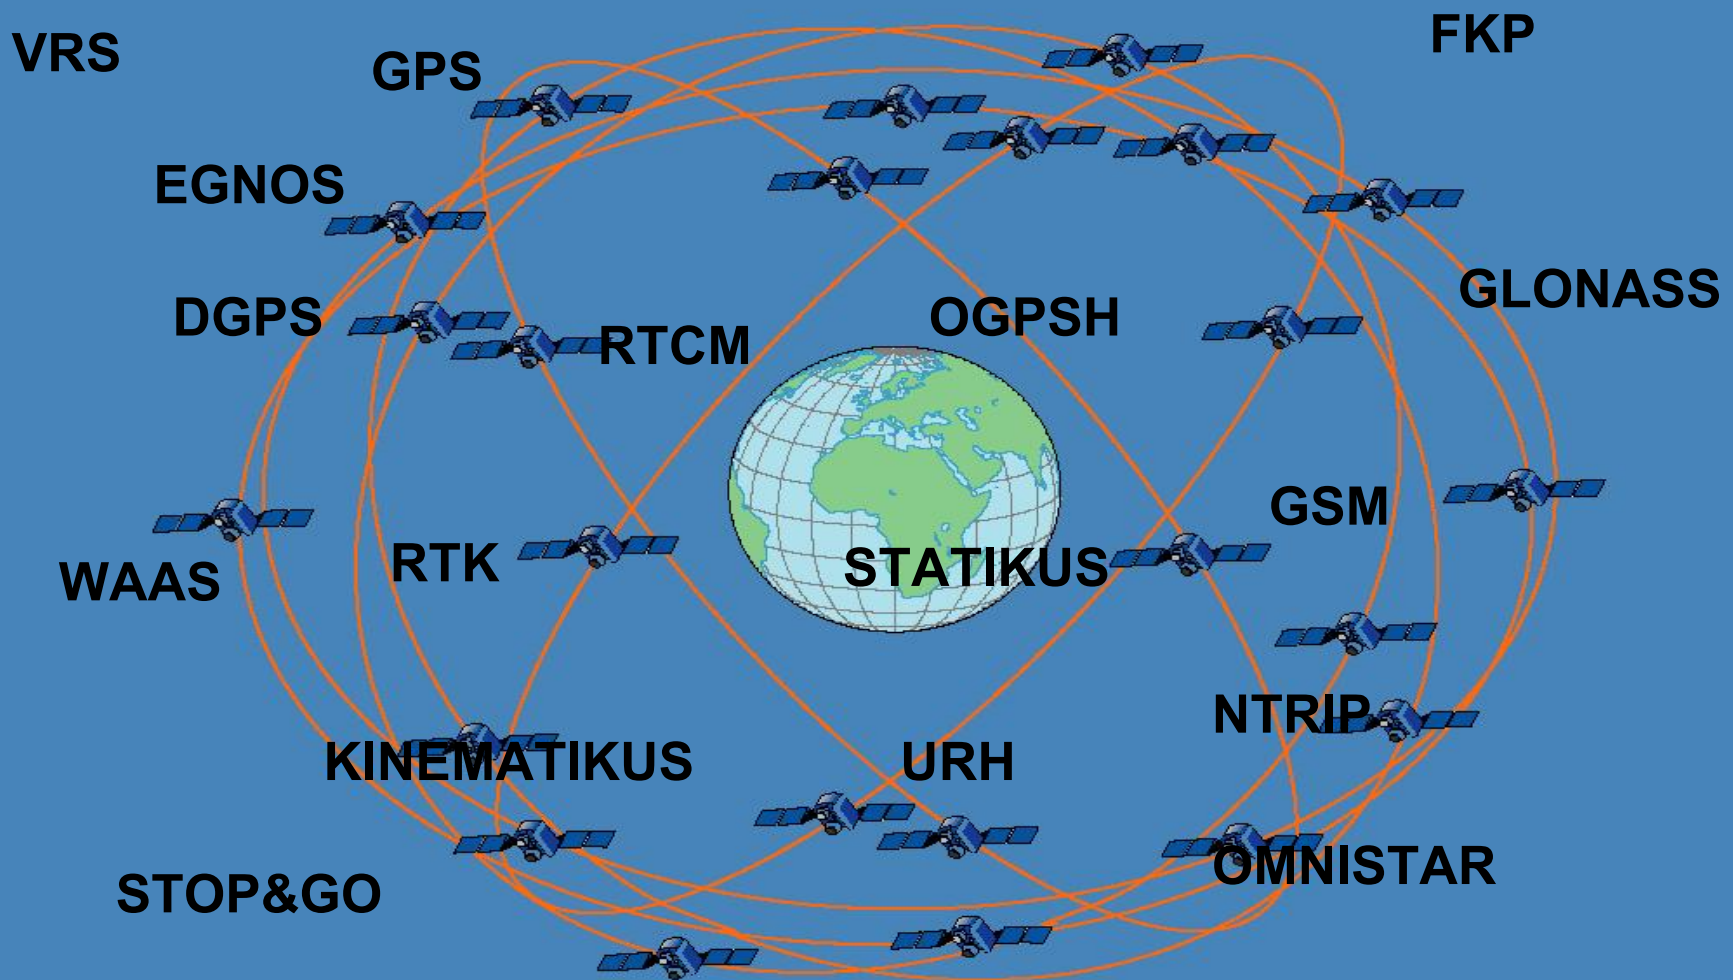 VRS
GPS
FKP
EGNOS
DGPS
RTCM
OGPSH
GLONASS
WAAS
RTK
STATIKUS
GSM
NTRIP
KINEMATIKUS
URH
STOP&GO
OMNISTAR